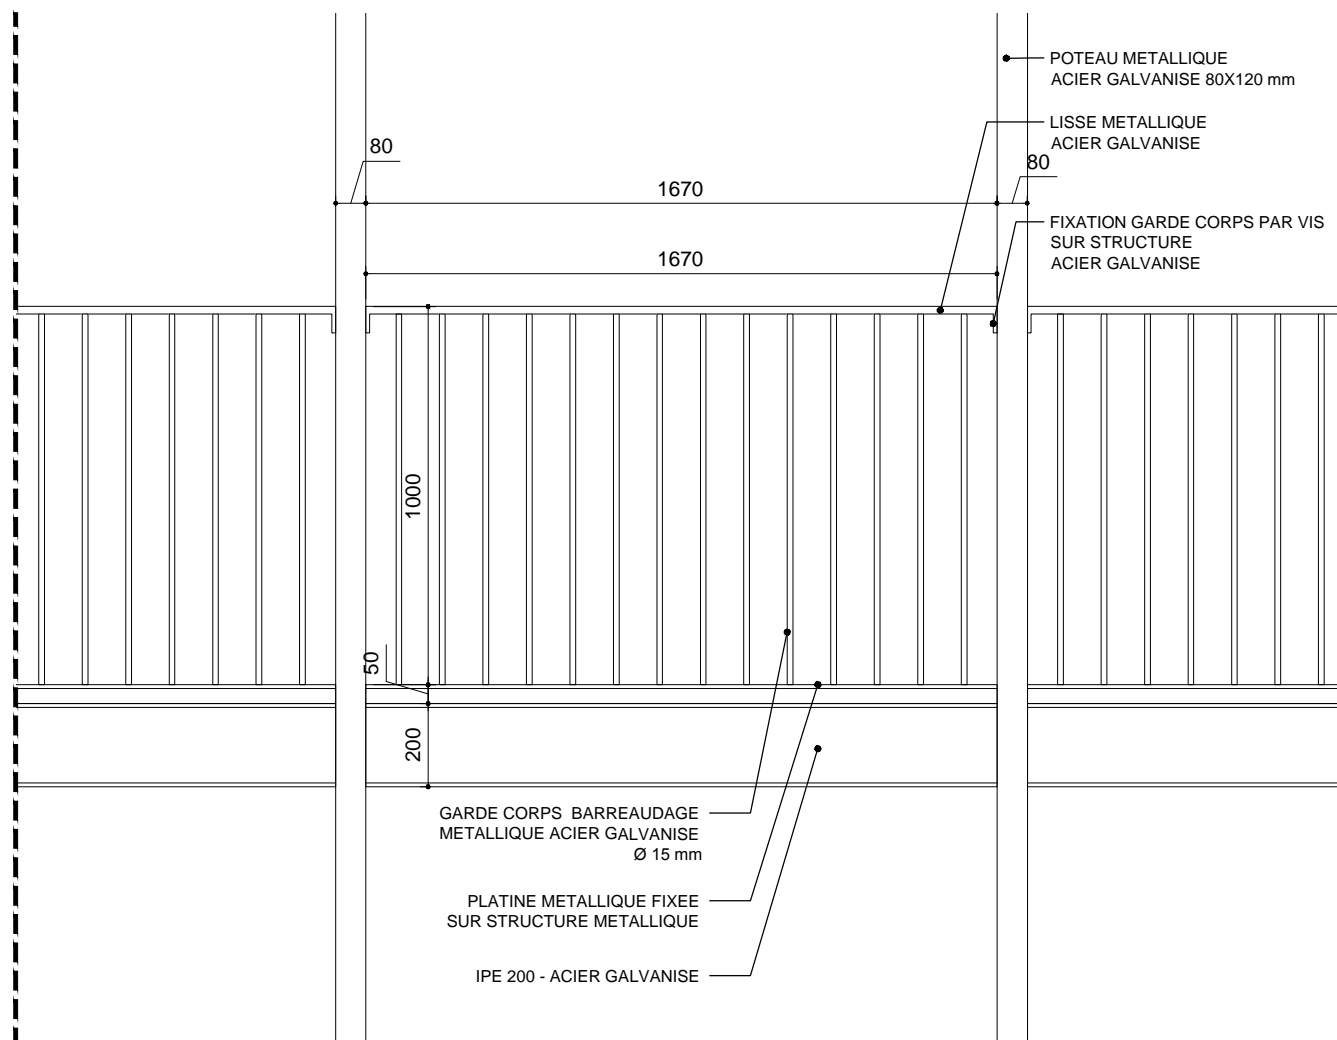 POTEAU METALLIQUE
ACIER GALVANISE 80X120 mm
LISSE METALLIQUE
ACIER GALVANISE
80
1670
80
FIXATION GARDE CORPS PAR VIS
SUR STRUCTURE
ACIER GALVANISE
1670
1000
50
200
GARDE CORPS BARREAUDAGE
METALLIQUE ACIER GALVANISE
Ø 15 mm
PLATINE METALLIQUE FIXEE
SUR STRUCTURE METALLIQUE
IPE 200 - ACIER GALVANISE